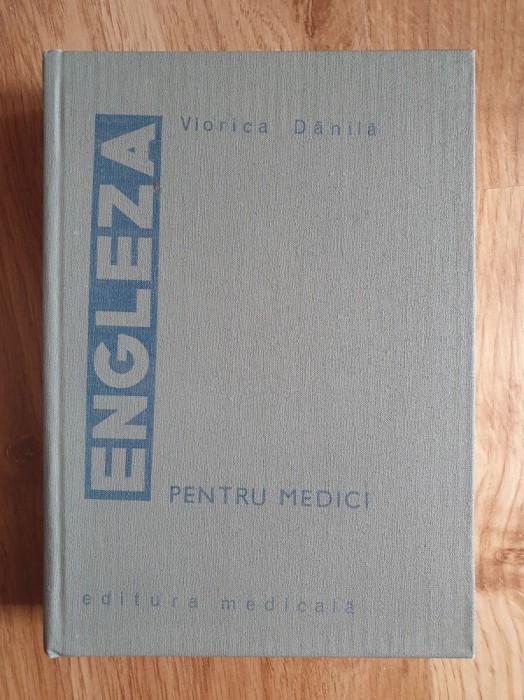 Viorica Dănilă
ENGLEZA
PENTRU MEDICI
editura medicală